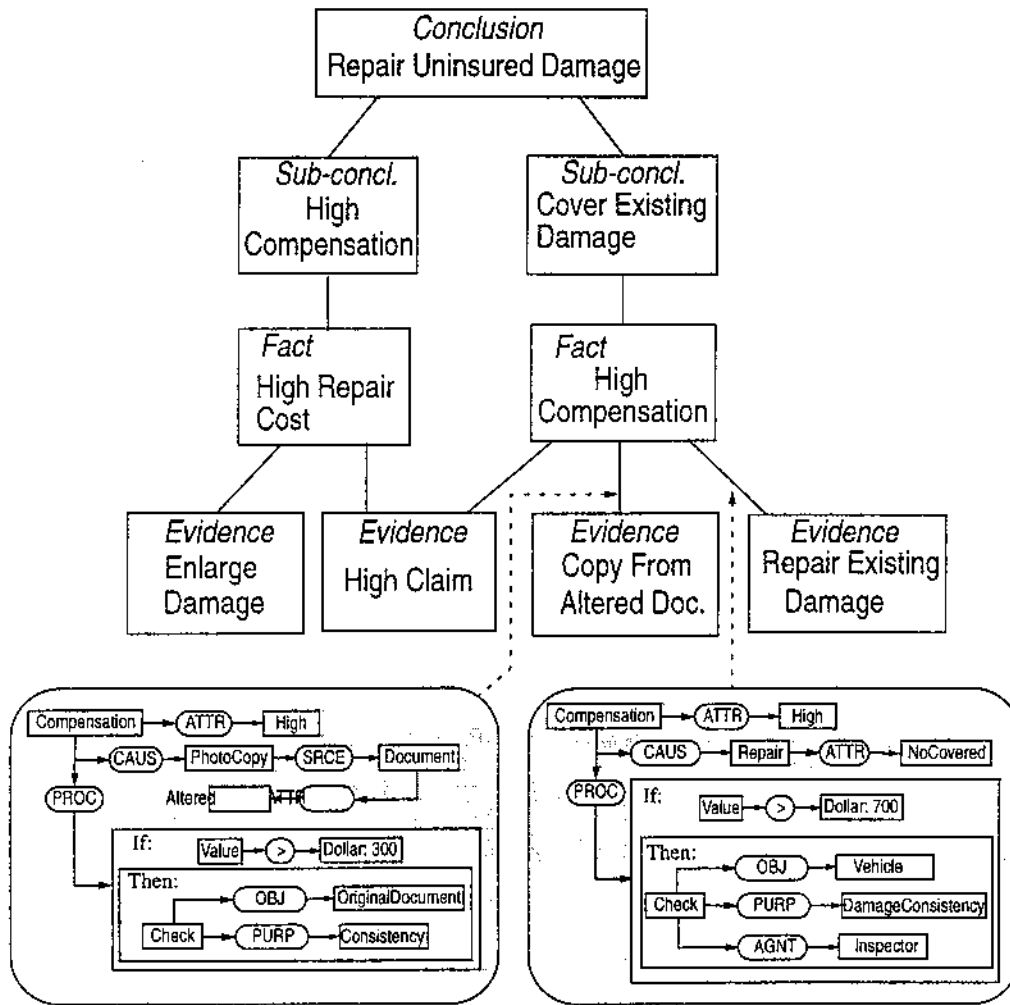 Conclusion
Repair Uninsured Damage
Sub-concl.
High
Compensation
Sub-concl.
Cover Existing
Damage
Fact
High Repair
Cost
Fact
High
Compensation
Evidence
Enlarge
Damage
Evidence
High Claim
Evidence
Copy From
Altered Doc.
Evidence
Repair Existing
Damage
Compensation ATTR High
CAUS PhotoCopy SRCE Document
PROC
Altered ATTR
If:
Value > Dollar: 300
Then:
OBJ OriginalDocument
Check PURP Consistency
Compensation ATTR High
CAUS Repair ATTR NoCovered
PROC
If:
Value > Dollar: 700
Then:
OBJ Vehicle
Check PURP DamageConsistency
AGNT Inspector